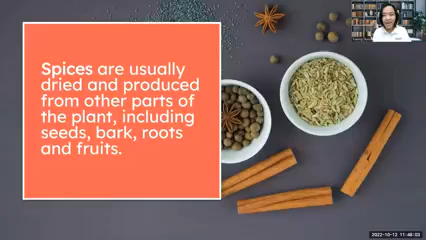 Spices are usually
dried and produced
from other parts of
the plant, including
seeds, bark, roots
and fruits.
2022-10-12 11:48:03